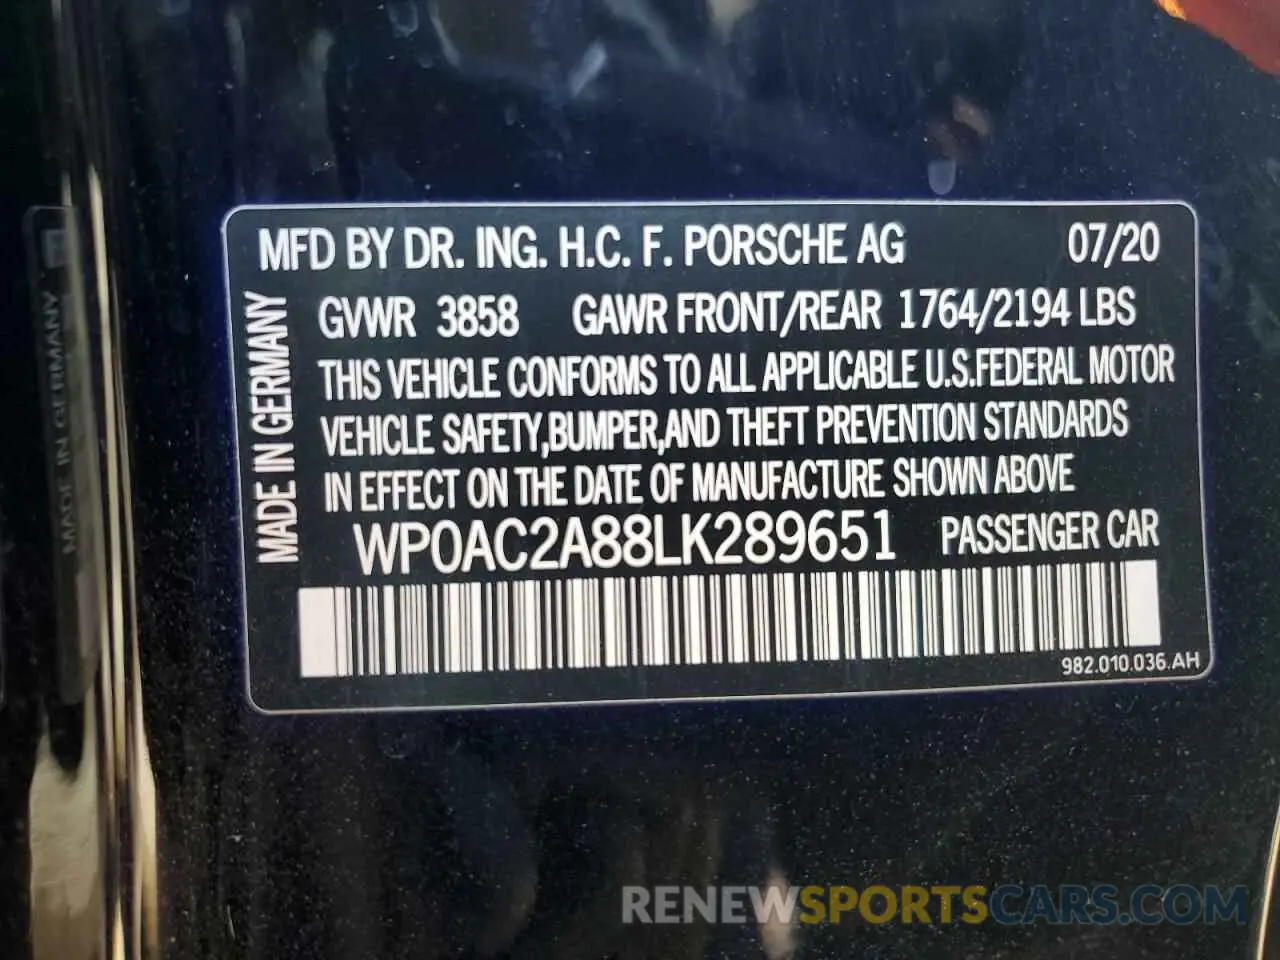 MFD BY DR. ING. H.C. F. PORSCHE AG 07/20
GVWR 3858 GAWR FRONT/REAR 1764/2194 LBS
THIS VEHICLE CONFORMS TO ALL APPLICABLE U.S.FEDERAL MOTOR
VEHICLE SAFETY,BUMPER,AND THEFT PREVENTION STANDARDS
IN EFFECT ON THE DATE OF MANUFACTURE SHOWN ABOVE
WP0AC2A88LK289651 PASSENGER CAR
982.010.036.AH
MADE IN GERMANY
MADE IN GERMANY
RENEWSPORTSCARS.COM